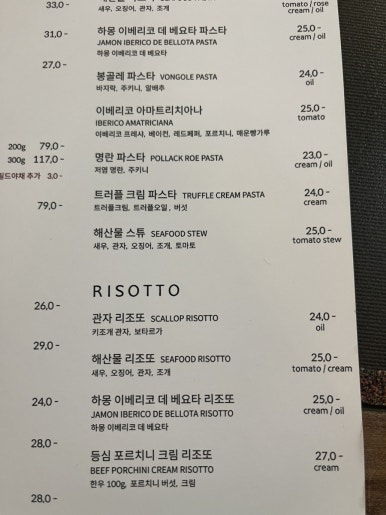 33,0-
새우, 오징어, 관자, 조개
tomato / rose
cream / oil
31,0-
하몽 이베리코 데 베요타 파스타
25,0-
JAMON IBERICO DE BELLOTA PASTA
cream / oil
하몽 이베리코 데 베요타
27,0-
봉골레 파스타 VONGOLE PASTA
24,0-
바지락, 주키니, 알배추
oil
이베리코 아마트리치아나
25,0-
IBERICO AMATRICIANA
tomato
이베리코 프레사, 베이컨, 레드페퍼, 포르치니, 매운빵가루
200g 79,0-
300g 117,0-
명란 파스타 POLLACK ROE PASTA
23,0-
저염 명란, 주키니
cream / oil
추가 3,0-
79,0-
트러플 크림 파스타 TRUFFLE CREAM PASTA
24,0-
트러플크림, 트러플오일, 버섯
cream
해산물 스튜 SEAFOOD STEW
25,0-
새우, 관자, 오징어, 조개, 토마토
tomato stew
RISOTTO
26,0-
관자 리조또 SCALLOP RISOTTO
24,0-
키조개 관자, 보타르가
oil
29,0-
해산물 리조또 SEAFOOD RISOTTO
25,0-
새우, 오징어, 관자, 조개
tomato / cream
24,0-
하몽 이베리코 데 베요타 리조또
25,0-
JAMON IBERICO DE BELLOTA RISOTTO
cream / oil
하몽 이베리코 데 베요타
28,0-
등심 포르치니 크림 리조또
27,0-
BEEF PORCHINI CREAM RISOTTO
cream
한우 100g, 포르치니 버섯, 크림
28,0-